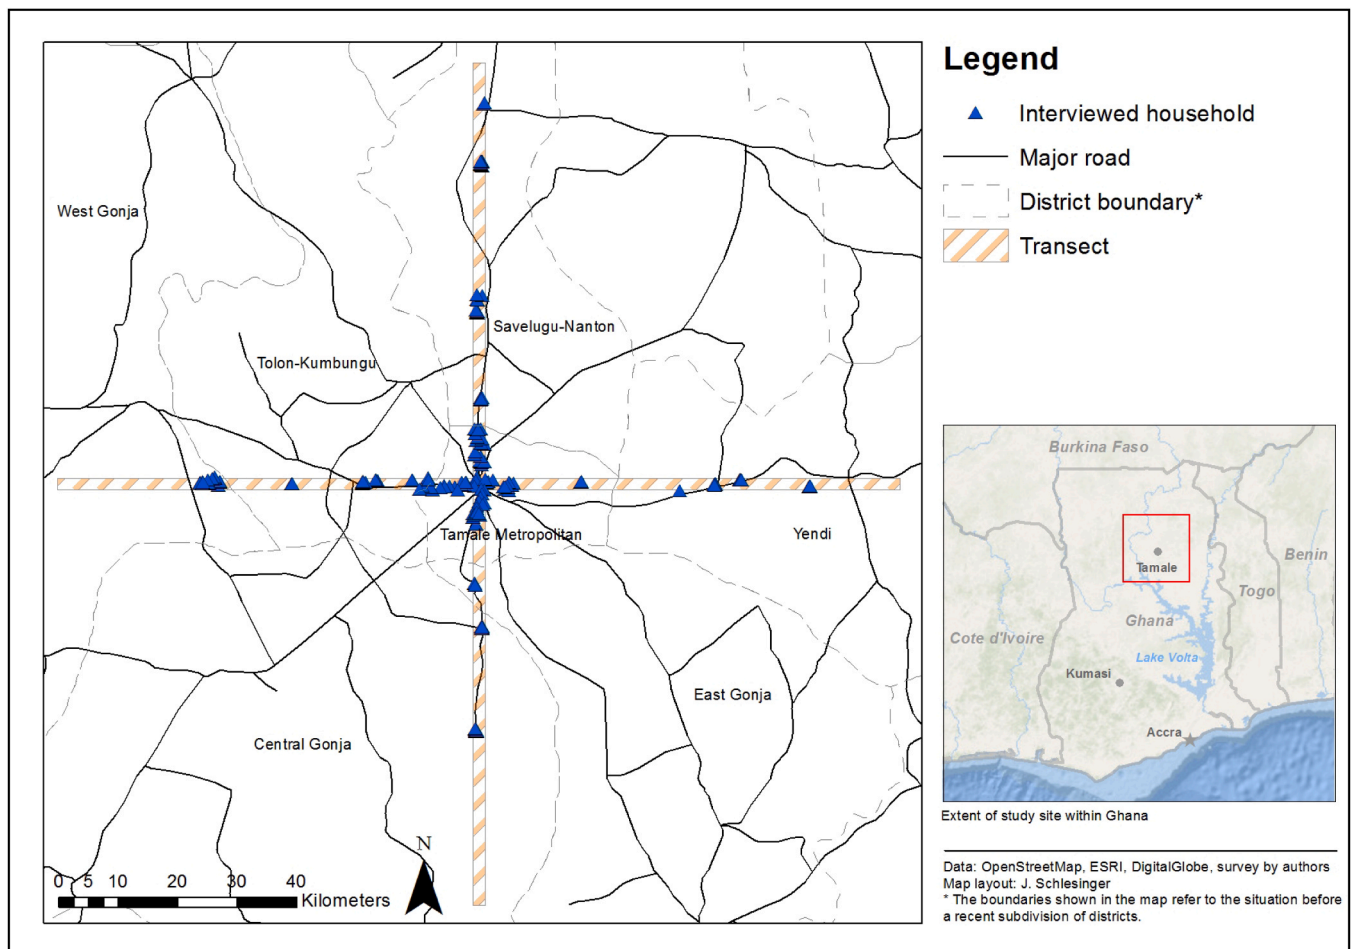 Legend
Interviewed household
Major road
District boundary*
Transect
West Gonja
Savelugu-Nanton
Tolon-Kumbungu
Tamale Metropolitan
Yendi
East Gonja
Central Gonja
N
0 5 10 20 30 40
Kilometers
Burkina Faso
Benin
Tamale
Togo
Ghana
Cote d'Ivoire
Lake Volta
Kumasi
Accra
Extent of study site within Ghana
Data: OpenStreetMap, ESRI, DigitalGlobe, survey by authors
Map layout: J. Schlesinger
* The boundaries shown in the map refer to the situation before
a recent subdivision of districts.